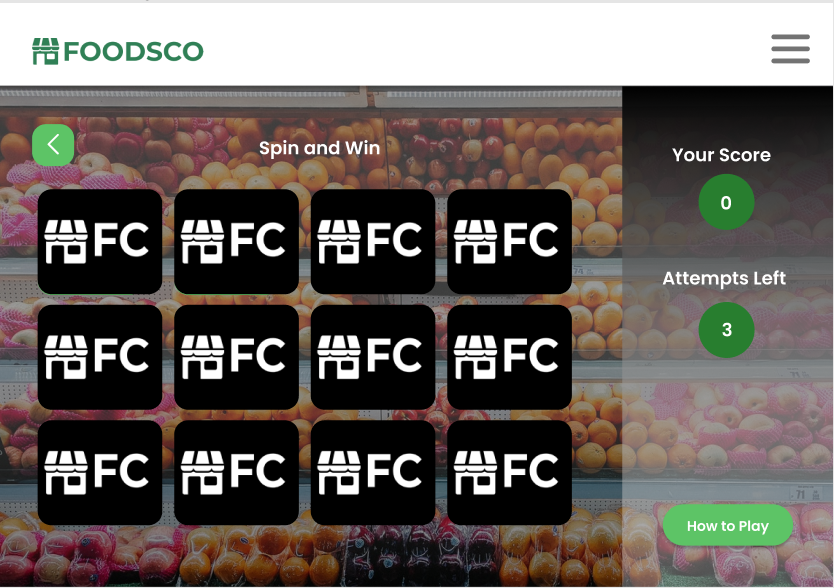 FOODSCO
Spin and Win
Your Score
0
FC FC FC FC
Attempts Left
3
FC FC FC FC
FC FC FC FC
How to Play